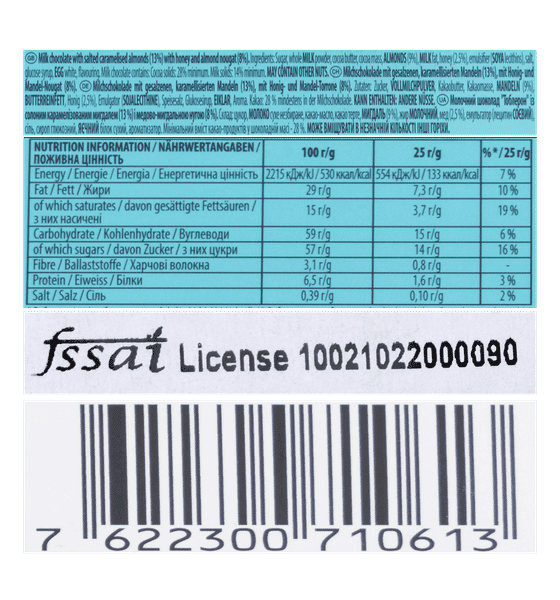 GB Milk chocolate with salted caramelised almonds (13%) with honey and almond nougat (8%). Ingredients: Sugar, whole MILK powder, cocoa butter, cocoa mass, ALMONDS (9%), MILK fat, honey (2,5%), emulsifier (SOYA lecithins), salt,
glucose syrup, EGG white, flavouring. Milk chocolate contains: Cocoa solids: 28% minimum. Milk solids: 14% minimum. MAY CONTAIN OTHER NUTS. Milchschokolade mit gesalzenen, karamellisierten Mandeln (13%), mit Honig- und
Mandel-Nougat (8%). Milchschokolade mit gesalzenen, karamellisierten Mandeln (13 %), mit Honig- und Mandel-Torrone (8%). Zutaten: Zucker, VOLLMILCHPULVER, Kakaobutter, Kakaomasse, MANDELN (9%),
BUTTERREINFETT, Honig (2,5%), Emulgator (SOJALECITHINE), Speisesalz, Glukosesirup, EIKLAR, Aroma. Kakao: 28 % mindestens in der Milchschokolade. KANN ENTHALTEN: ANDERE NÜSSE. UA Молочний шоколад "Тоблерон" із
солоним карамелізованим мигдалем (13 %) і медово-мигдальною нугою (8%). Склад: цукор, МОЛОКО сухе незбиране, какао-масло, какао терте, МИГДАЛЬ (9%), жир МОЛОЧНИЙ, мед (2,5 %), емульгатор (лецитин СОЄВИЙ),
сіль, сироп глюкозний, ЯЄЧНИЙ білок сухий, ароматизатор. Мінімальний вміст какао-продуктів у шоколадній масі - 28 %. МОЖЕ ВМІЩУВАТИ В НЕЗНАЧНІЙ КІЛЬКОСТІ ІНШІ ГОРІХИ.
NUTRITION INFORMATION / NÄHRWERTANGABEN / ПОЖИВНА ЦІННІСТЬ 100 г/g 25 г/g %* / 25 г/g
Energy / Energie / Energia / Енергетична цінність 2215 кДж/kJ / 530 ккал/kcal 554 кДж/kJ / 133 ккал/kcal 7 %
Fat / Fett / Жири 29 г/g 7,3 г/g 10 %
of which saturates / davon gesättigte Fettsäuren / з них насичені 15 г/g 3,7 г/g 19 %
Carbohydrate / Kohlenhydrate / Вуглеводи 59 г/g 15 г/g 6 %
of which sugars / davon Zucker / з них цукри 57 г/g 14 г/g 16 %
Fibre / Ballaststoffe / Харчові волокна 3,1 г/g 0,8 г/g -
Protein / Eiweiss / Білки 6,5 г/g 1,6 г/g 3 %
Salt / Salz / Сіль 0,39 г/g 0,10 г/g 2 %
fssai License 10021022000090
7 622300 710613